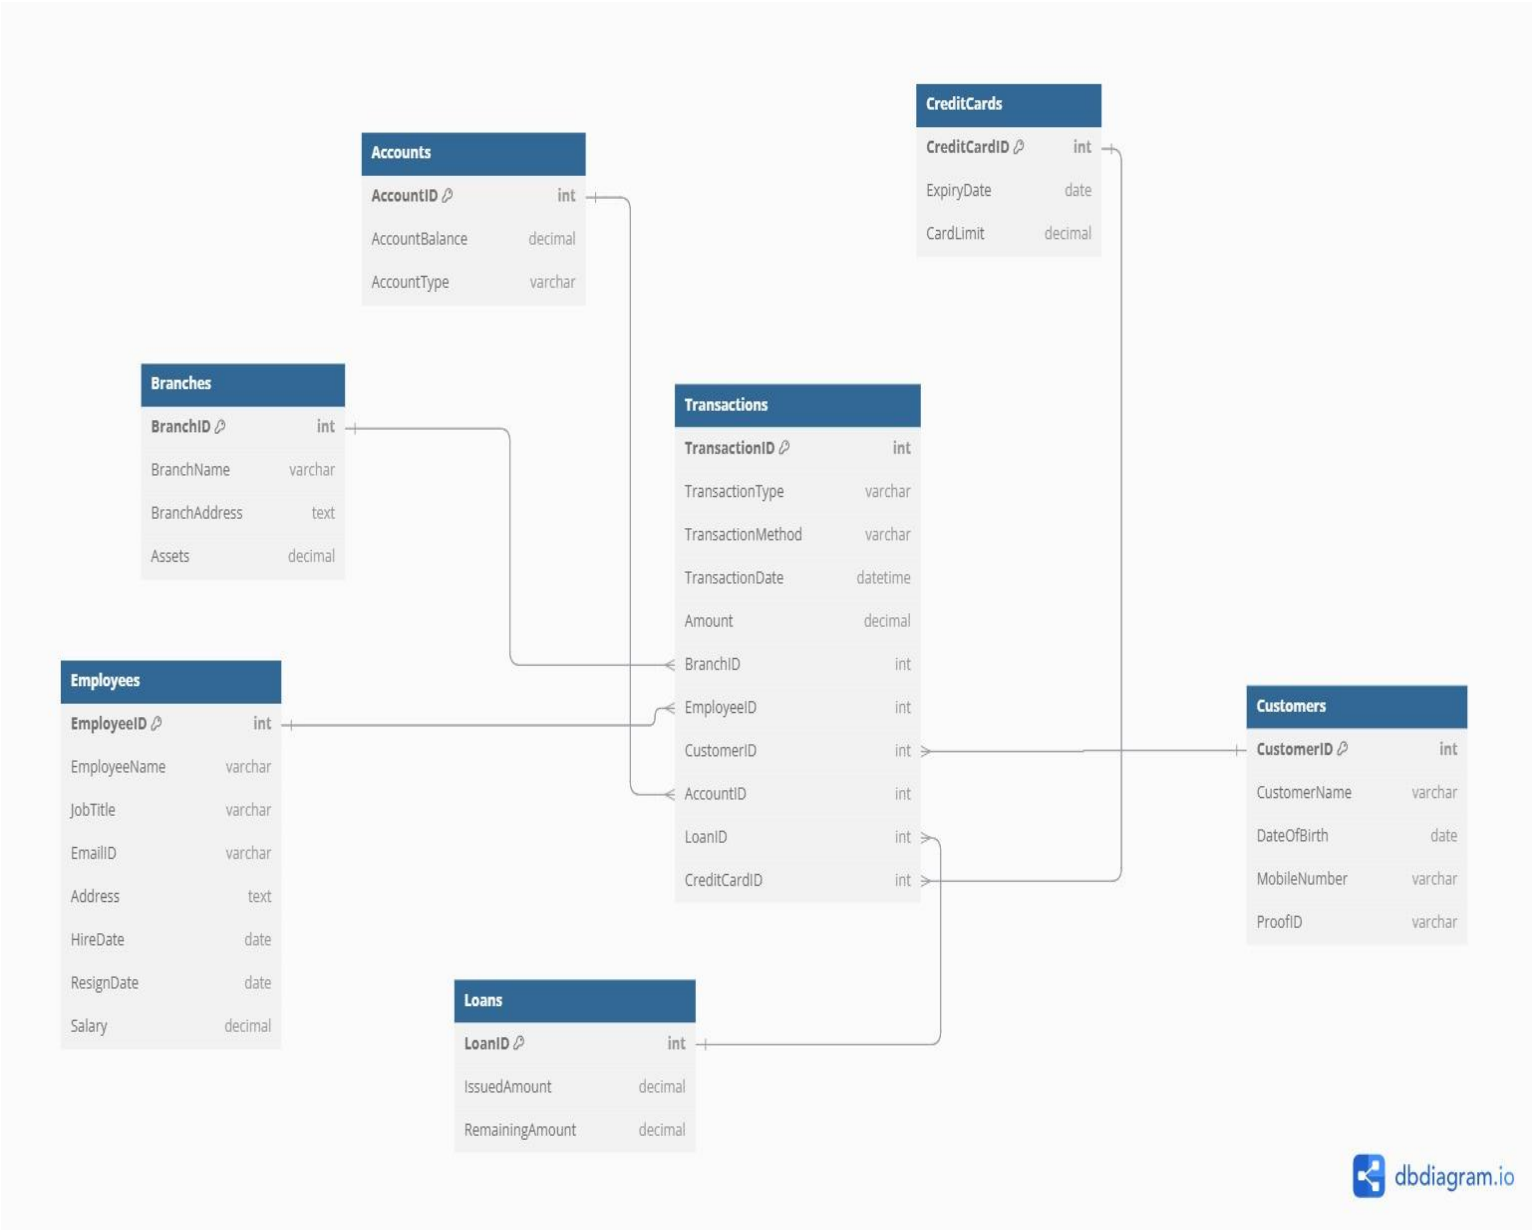 CreditCards
CreditCardID int
ExpiryDate date
CardLimit decimal
Accounts
AccountID int
AccountBalance decimal
AccountType varchar
Branches
BranchID int
BranchName varchar
BranchAddress text
Assets decimal
Transactions
TransactionID int
TransactionType varchar
TransactionMethod varchar
TransactionDate datetime
Amount decimal
BranchID int
EmployeeID int
CustomerID int
AccountID int
LoanID int
CreditCardID int
Employees
EmployeeID int
EmployeeName varchar
JobTitle varchar
EmailID varchar
Address text
HireDate date
ResignDate date
Salary decimal
Customers
CustomerID int
CustomerName varchar
DateOfBirth date
MobileNumber varchar
ProofID varchar
Loans
LoanID int
IssuedAmount decimal
RemainingAmount decimal
dbdiagram.io